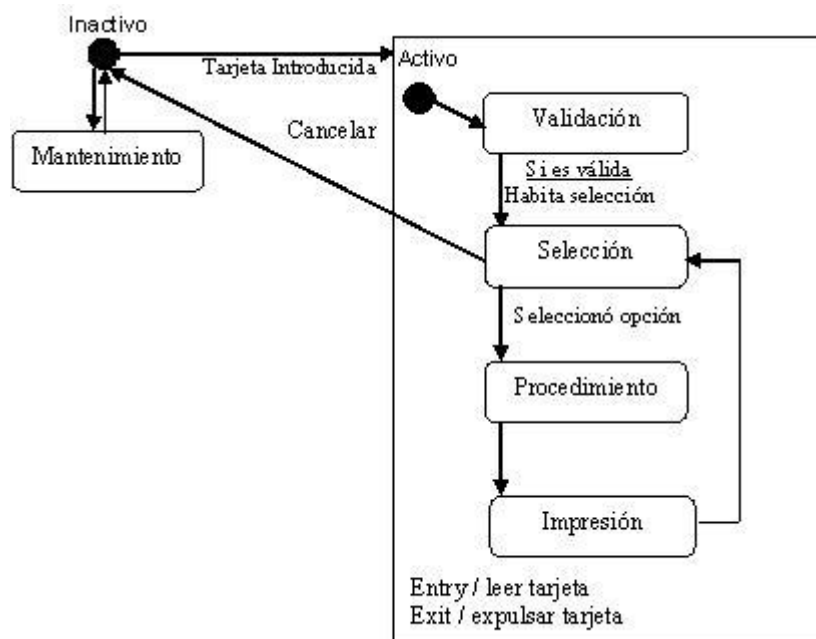 Inactivo
Tarjeta Introducida
Activo
Validación
Cancelar
Mantenimiento
Si es válida
Habita selección
Selección
Seleccionó opción
Procedimiento
Impresión
Entry / leer tarjeta
Exit / expulsar tarjeta